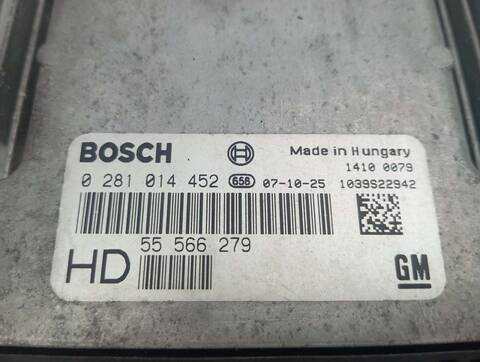 BOSCH Made in Hungary
1410 0079
0 281 014 452 656 07-10-25 1039S22942
55 566 279
HD GM